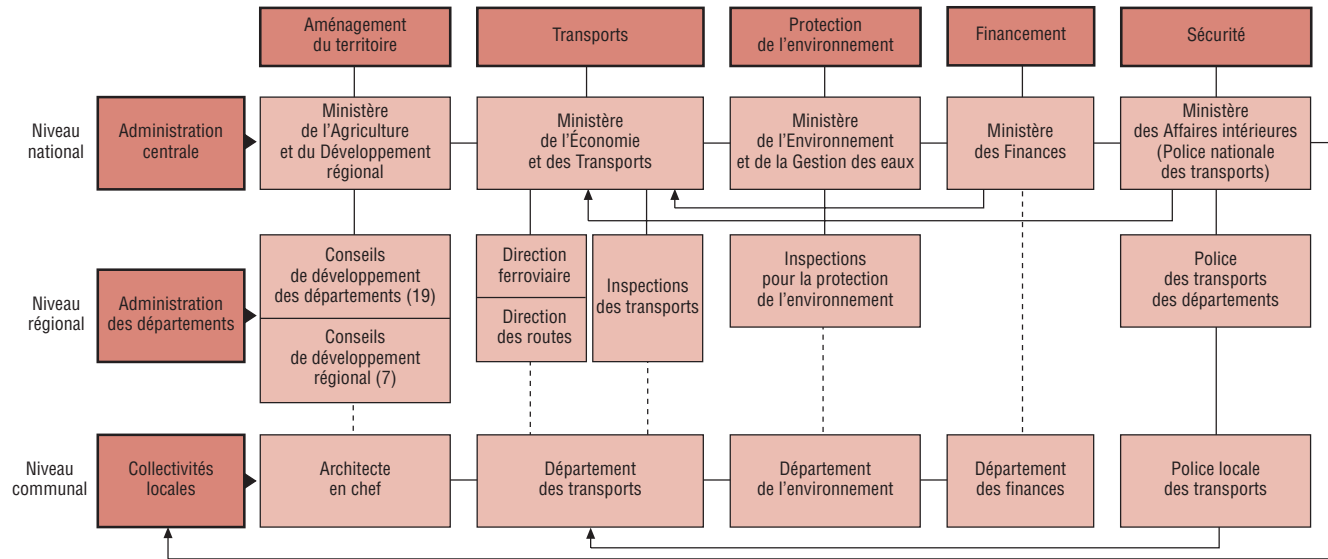 Aménagement
du territoire
Transports
Protection
de l'environnement
Financement
Sécurité
Niveau
national
Administration
centrale
Ministère
de l'Agriculture
et du Développement
régional
Ministère
de l'Économie
et des Transports
Ministère
de l'Environnement
et de la Gestion des eaux
Ministère
des Finances
Ministère
des Affaires intérieures
(Police nationale
des transports)
Niveau
régional
Administration
des départements
Conseils
de développement
des départements (19)
Conseils
de développement
régional (7)
Direction
ferroviaire
Direction
des routes
Inspections
des transports
Inspections
pour la protection
de l'environnement
Police
des transports
des départements
Niveau
communal
Collectivités
locales
Architecte
en chef
Département
des transports
Département
de l'environnement
Département
des finances
Police locale
des transports